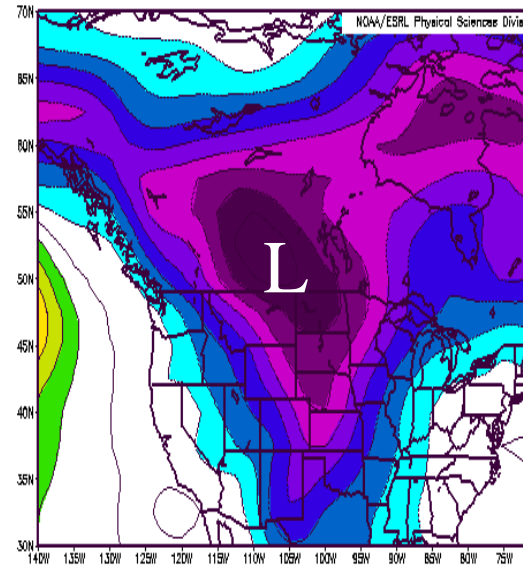 70N
NOAA/ESRL Physical Sciences Divis
65N
60N
55N
L
50N
4
45N
40N
35N
30N
140W 135W 130W 125W 120W 115W 110W 105W 100W 95W 90W 85W 80W 75W